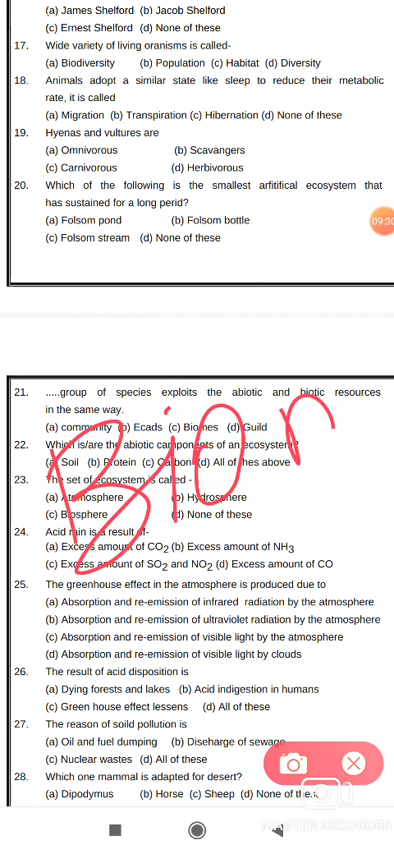 (a) James Shelford (b) Jacob Shelford
(c) Ernest Shelford (d) None of these
17. Wide variety of living oranisms is called-
(a) Biodiversity (b) Population (c) Habitat (d) Diversity
18. Animals adopt a similar state like sleep to reduce their metabolic
rate, it is called
(a) Migration (b) Transpiration (c) Hibernation (d) None of these
19. Hyenas and vultures are
(a) Omnivorous (b) Scavangers
(c) Carnivorous (d) Herbivorous
20. Which of the following is the smallest arfitifical ecosystem that
has sustained for a long perid?
(a) Folsom pond (b) Folsom bottle
09:30
(c) Folsom stream (d) None of these
21. .....group of species exploits the abiotic and biotic resources
in the same way.
(a) community (b) Ecads (c) Biomes (d) Guild
22. Which is/are the abiotic components of an ecosystem?
(a) Soil (b) Protein (c) Carbon (d) All of hes above
23. The set of ecosystem is called -
(a) Atmosphere (b) Hydrosphere
(c) Biosphere (d) None of these
24. Acid rain is a result of-
(a) Excess amount of CO2 (b) Excess amount of NH3
(c) Excess amount of SO2 and NO2 (d) Excess amount of CO
25. The greenhouse effect in the atmosphere is produced due to
(a) Absorption and re-emission of infrared radiation by the atmosphere
(b) Absorption and re-emission of ultraviolet radiation by the atmosphere
(c) Absorption and re-emission of visible light by the atmosphere
(d) Absorption and re-emission of visible light by clouds
26. The result of acid disposition is
(a) Dying forests and lakes (b) Acid indigestion in humans
(c) Green house effect lessens (d) All of these
27. The reason of soild pollution is
(a) Oil and fuel dumping (b) Diseharge of sewage
(c) Nuclear wastes (d) All of these
28. Which one mammal is adapted for desert?
(a) Dipodymus (b) Horse (c) Sheep (d) None of the
RECORDER